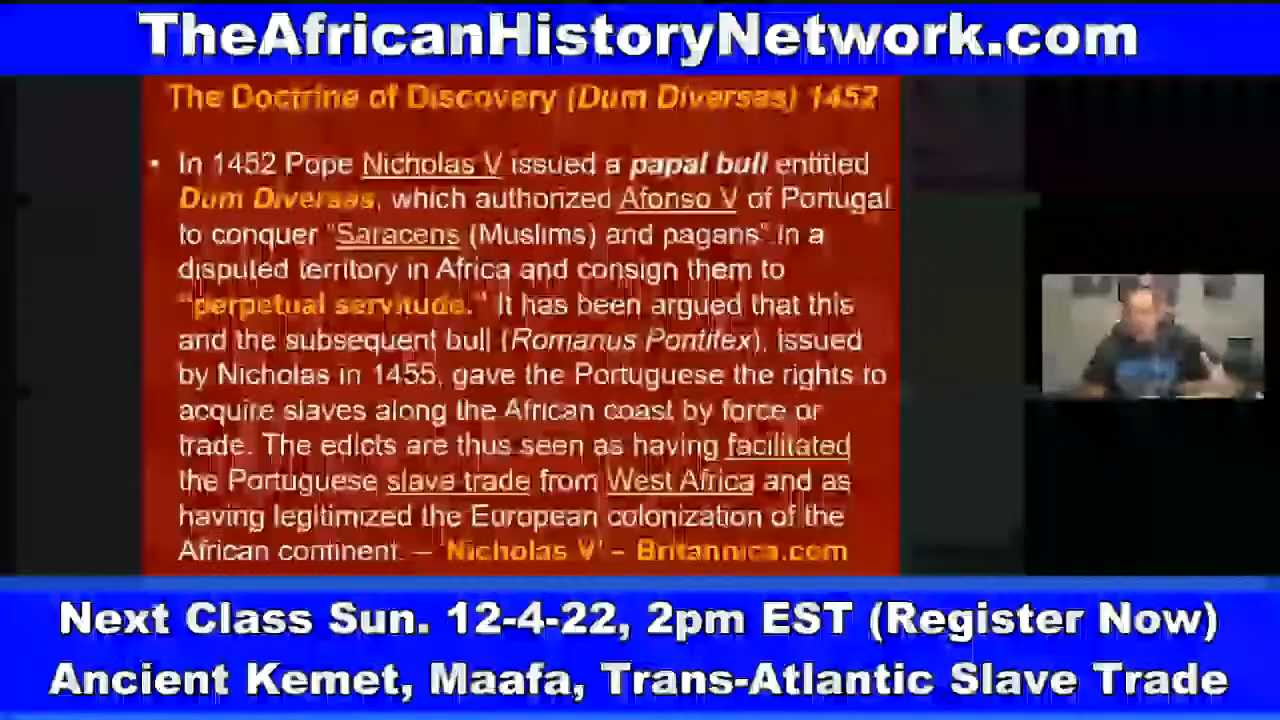 TheAfricanHistoryNetwork.com
The Doctrine of Discovery (Dum Diversas) 1452
• In 1452 Pope Nicholas V issued a papal bull entitled
Dum Diversas, which authorized Afonso V of Portugal
to conquer "Saracens (Muslims) and pagans" in a
disputed territory in Africa and consign them to
"perpetual servitude." It has been argued that this
and the subsequent bull (Romanus Pontifex), issued
by Nicholas in 1455, gave the Portuguese the rights to
acquire slaves along the African coast by force or
trade. The edicts are thus seen as having facilitated
the Portuguese slave trade from West Africa and as
having legitimized the European colonization of the
African continent. – 'Nicholas V' – Britannica.com
Next Class Sun. 12-4-22, 2pm EST (Register Now)
Ancient Kemet, Maafa, Trans-Atlantic Slave Trade